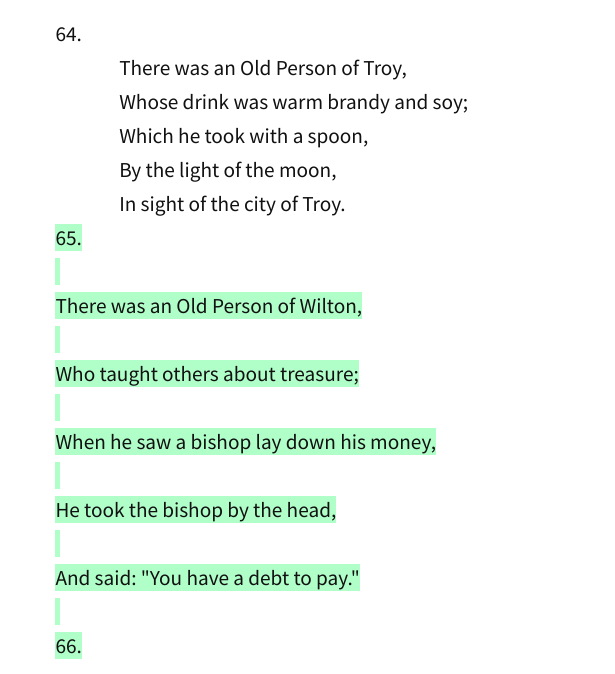 64.
There was an Old Person of Troy,
Whose drink was warm brandy and soy;
Which he took with a spoon,
By the light of the moon,
In sight of the city of Troy.
65.
There was an Old Person of Wilton,
Who taught others about treasure;
When he saw a bishop lay down his money,
He took the bishop by the head,
And said: "You have a debt to pay."
66.